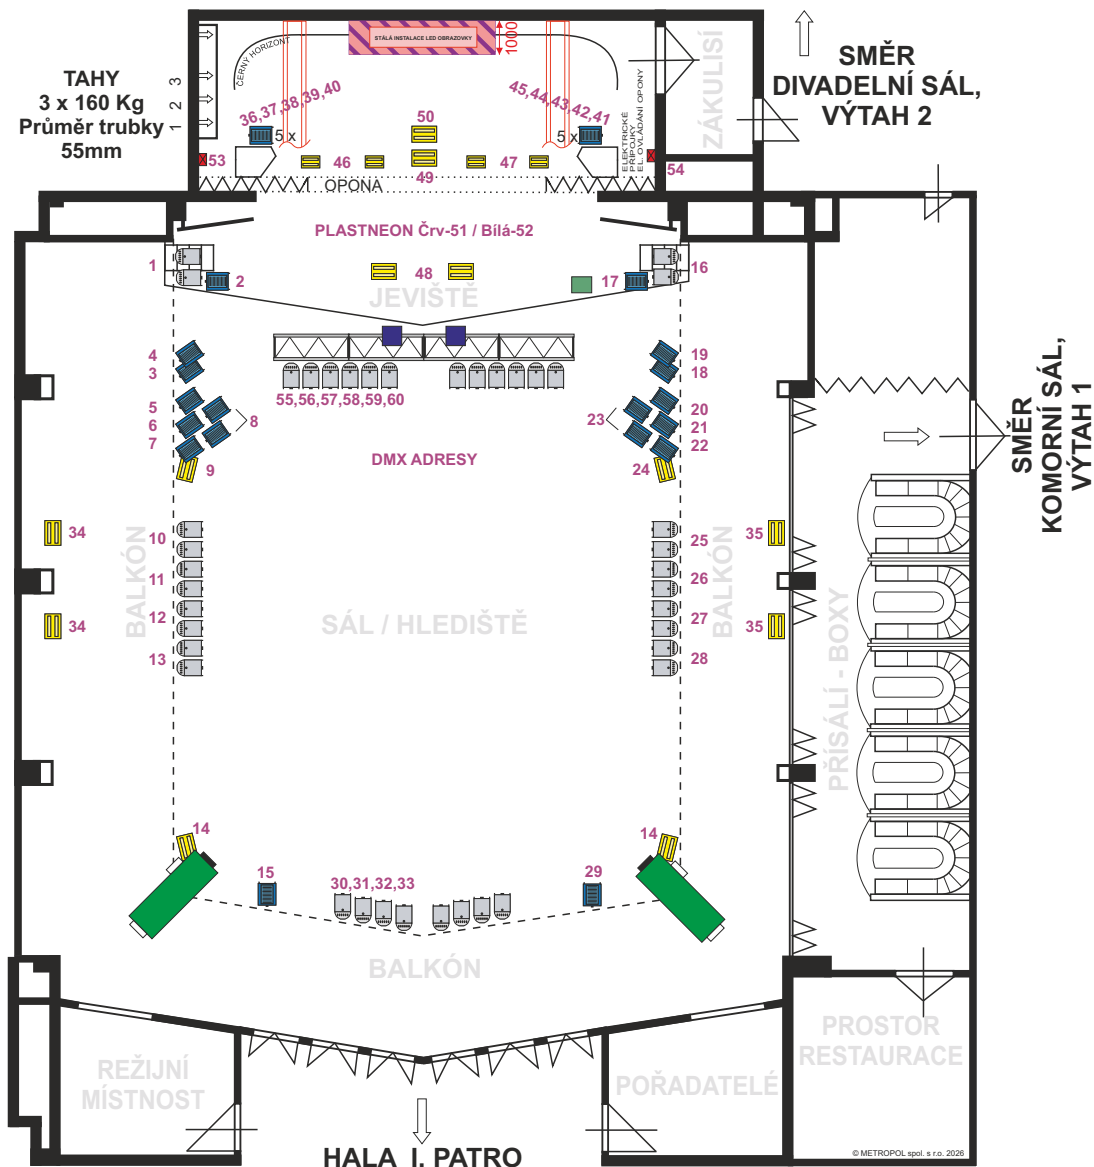 TAHY
3 x 160 Kg
Průměr trubky
55mm
1 2 3
ČERNÝ HORIZONT
STÁLÁ INSTALACE LED OBRAZOVKY
1000
ZÁKULISÍ
SMĚR
DIVADELNÍ SÁL,
VÝTAH 2
36,37,38,39,40
5 x
50
45,44,43,42,41
5 x
ELEKTRICKÉ
PŘÍPOJKY
EL. OVLÁDÁNÍ OPONY
53
46
49
47
54
OPONA
PLASTNEON Črv-51 / Bílá-52
1
2
48
17
16
JEVIŠTĚ
4
3
19
18
55,56,57,58,59,60
5
6
7
8
23
20
21
22
9
DMX ADRESY
24
SMĚR
KOMORNÍ SÁL,
VÝTAH 1
34
10
25
35
BALKÓN
11
26
BALKÓN
12
SÁL / HLEDIŠTĚ
27
34
35
13
28
PŘÍSÁLÍ - BOXY
14
14
15
30,31,32,33
29
BALKÓN
REŽIJNÍ
MÍSTNOST
POŘADATELÉ
PROSTOR
RESTAURACE
HALA I. PATRO
© METROPOL spol. s r.o. 2026